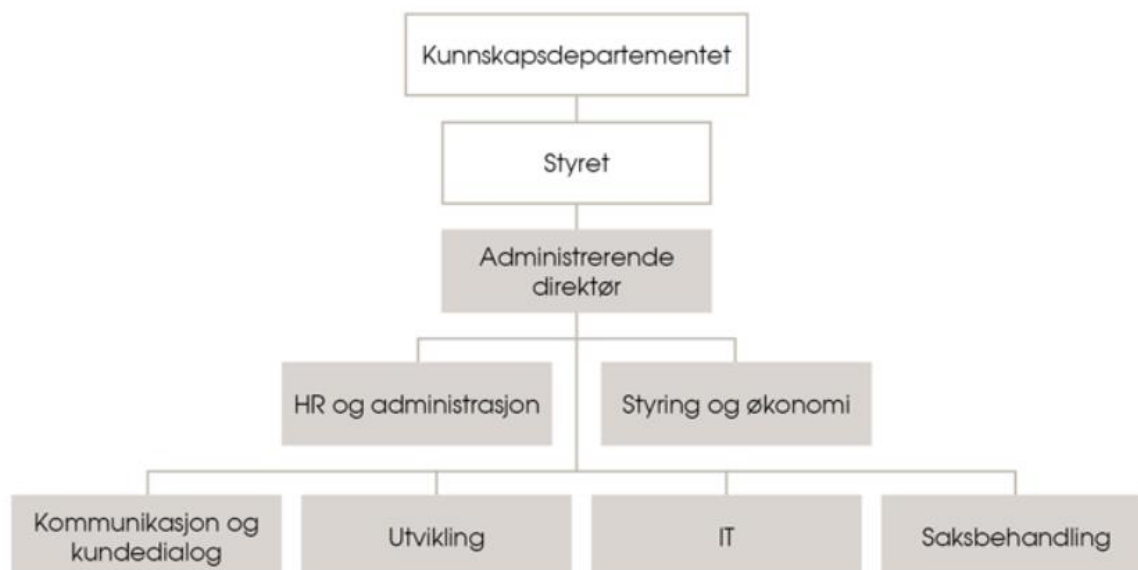 Kunnskapsdepartementet
Styret
Administrerende
direktør
HR og administrasjon
Styring og økonomi
Kommunikasjon og
kundedialog
Utvikling
IT
Saksbehandling